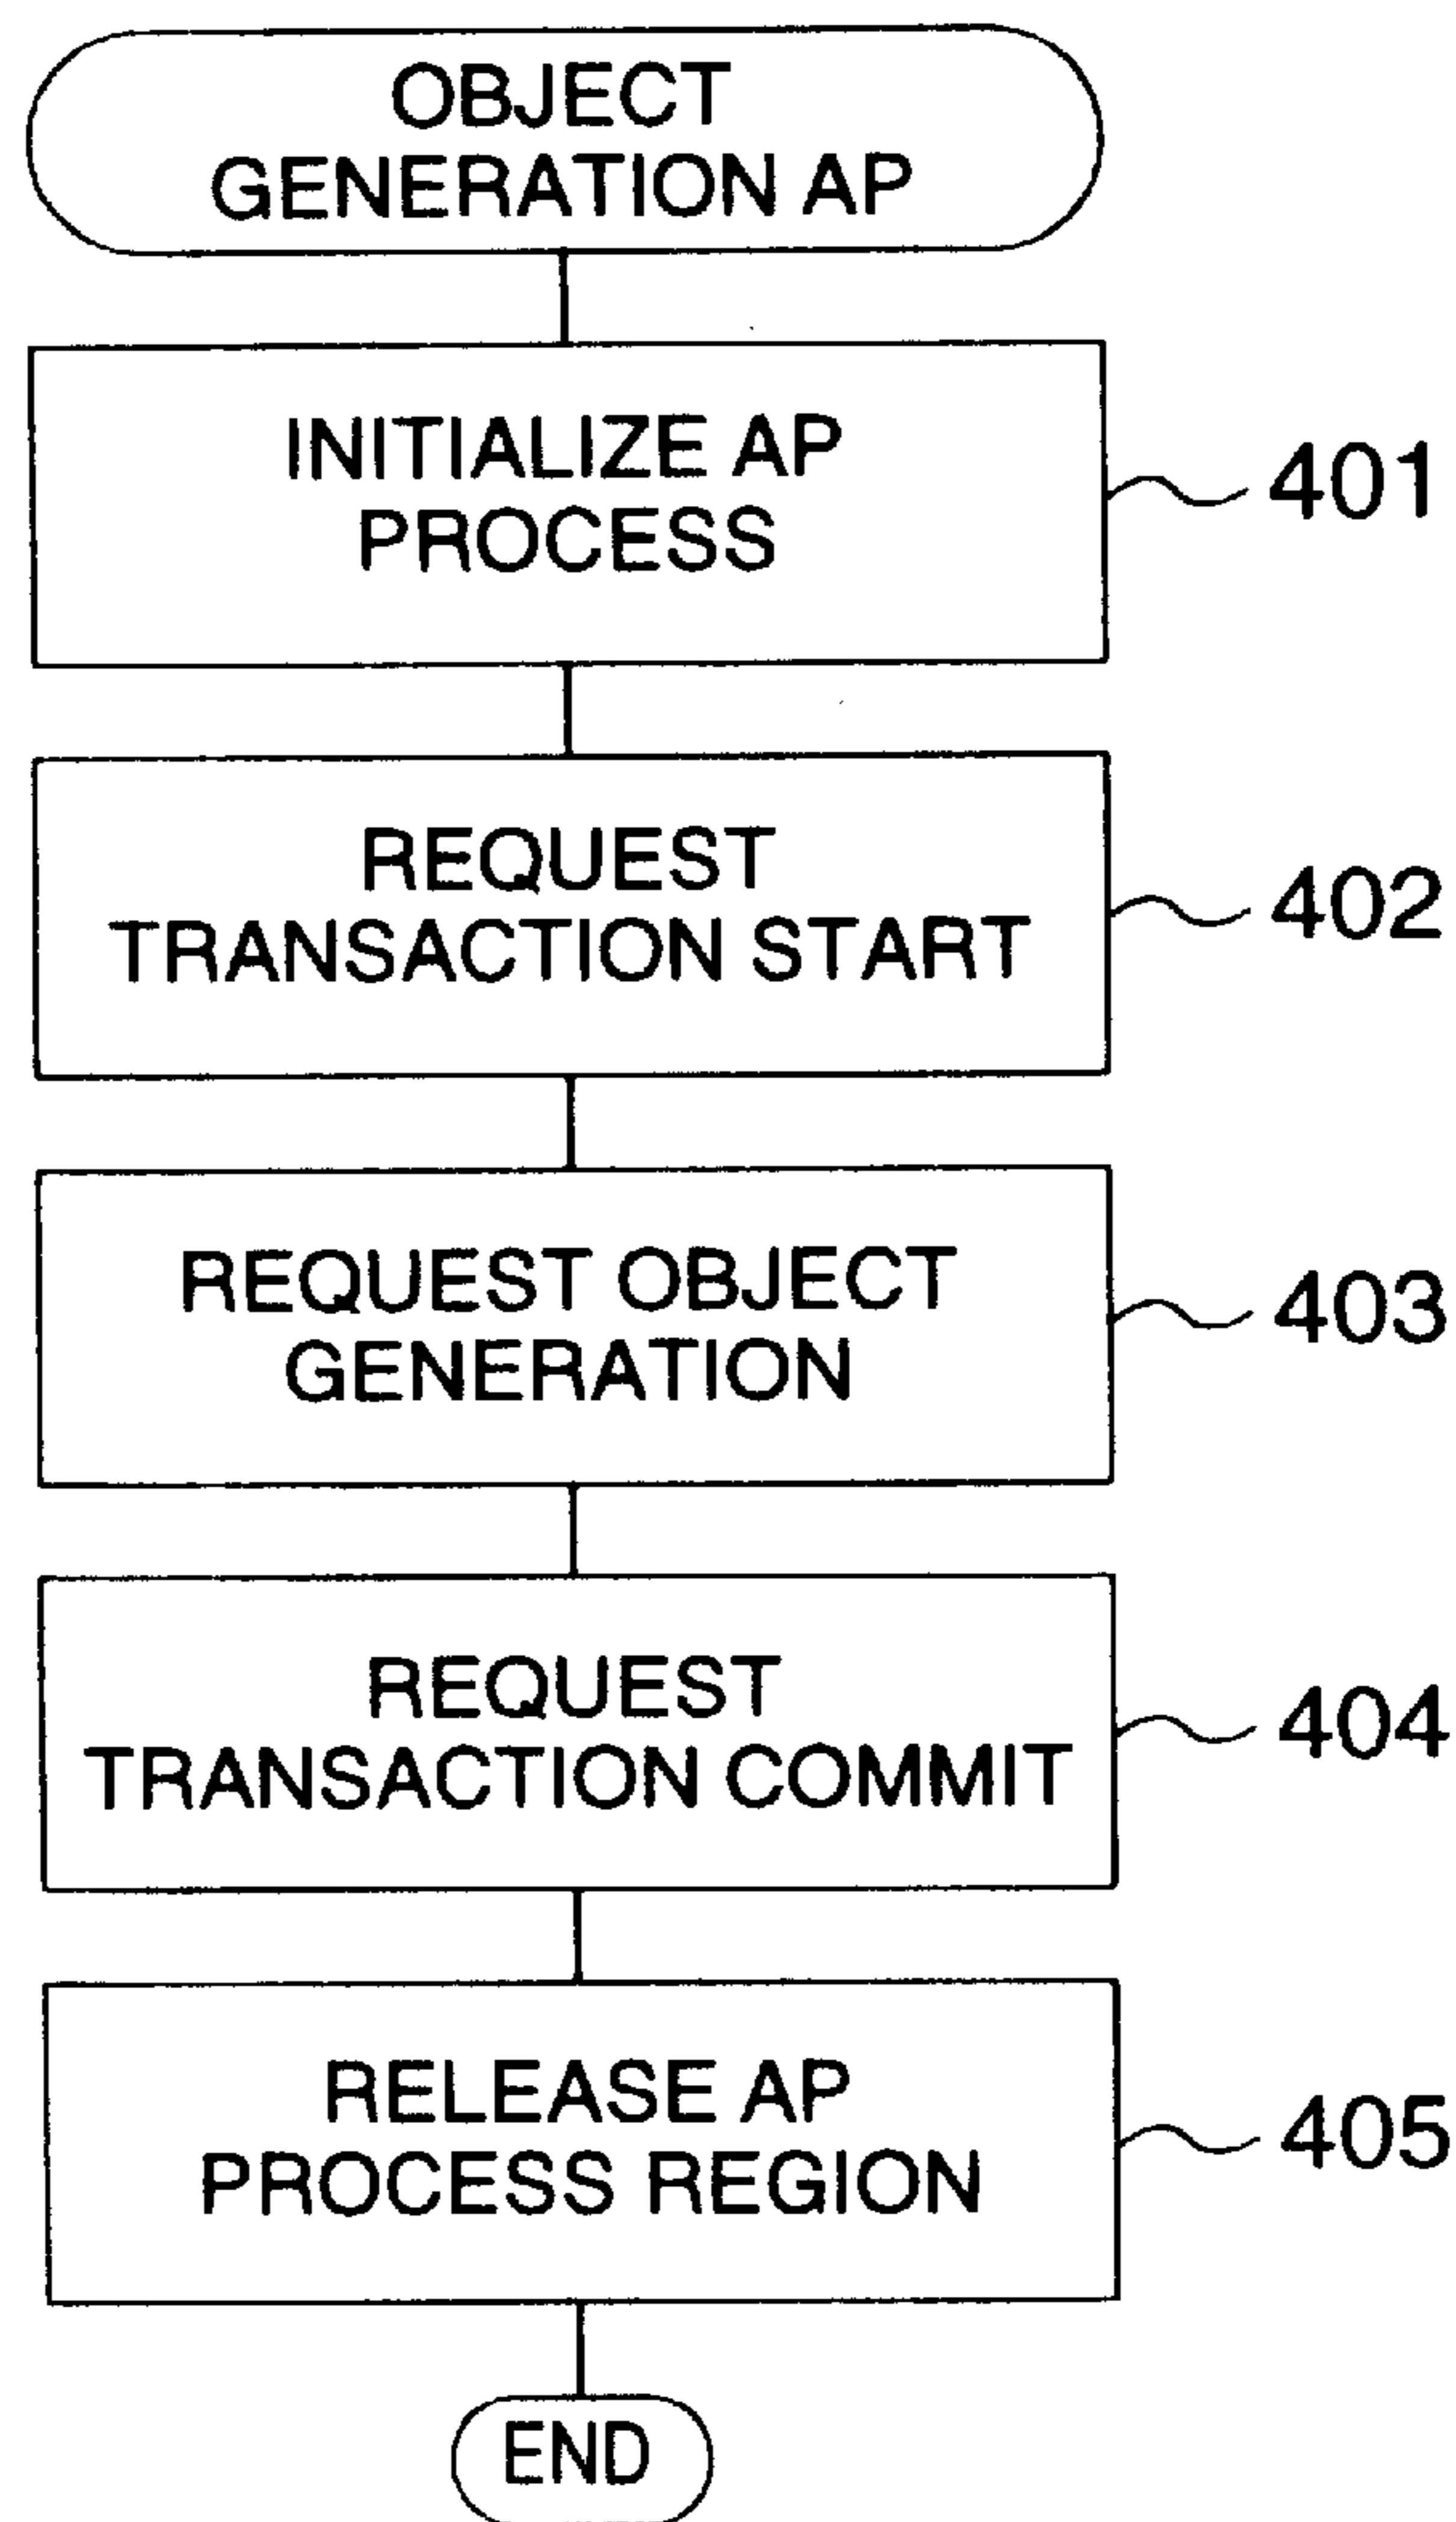 OBJECT
GENERATION AP
INITIALIZE AP
PROCESS
401
REQUEST
TRANSACTION START
402
REQUEST OBJECT
GENERATION
403
REQUEST
TRANSACTION COMMIT
404
RELEASE AP
PROCESS REGION
405
END